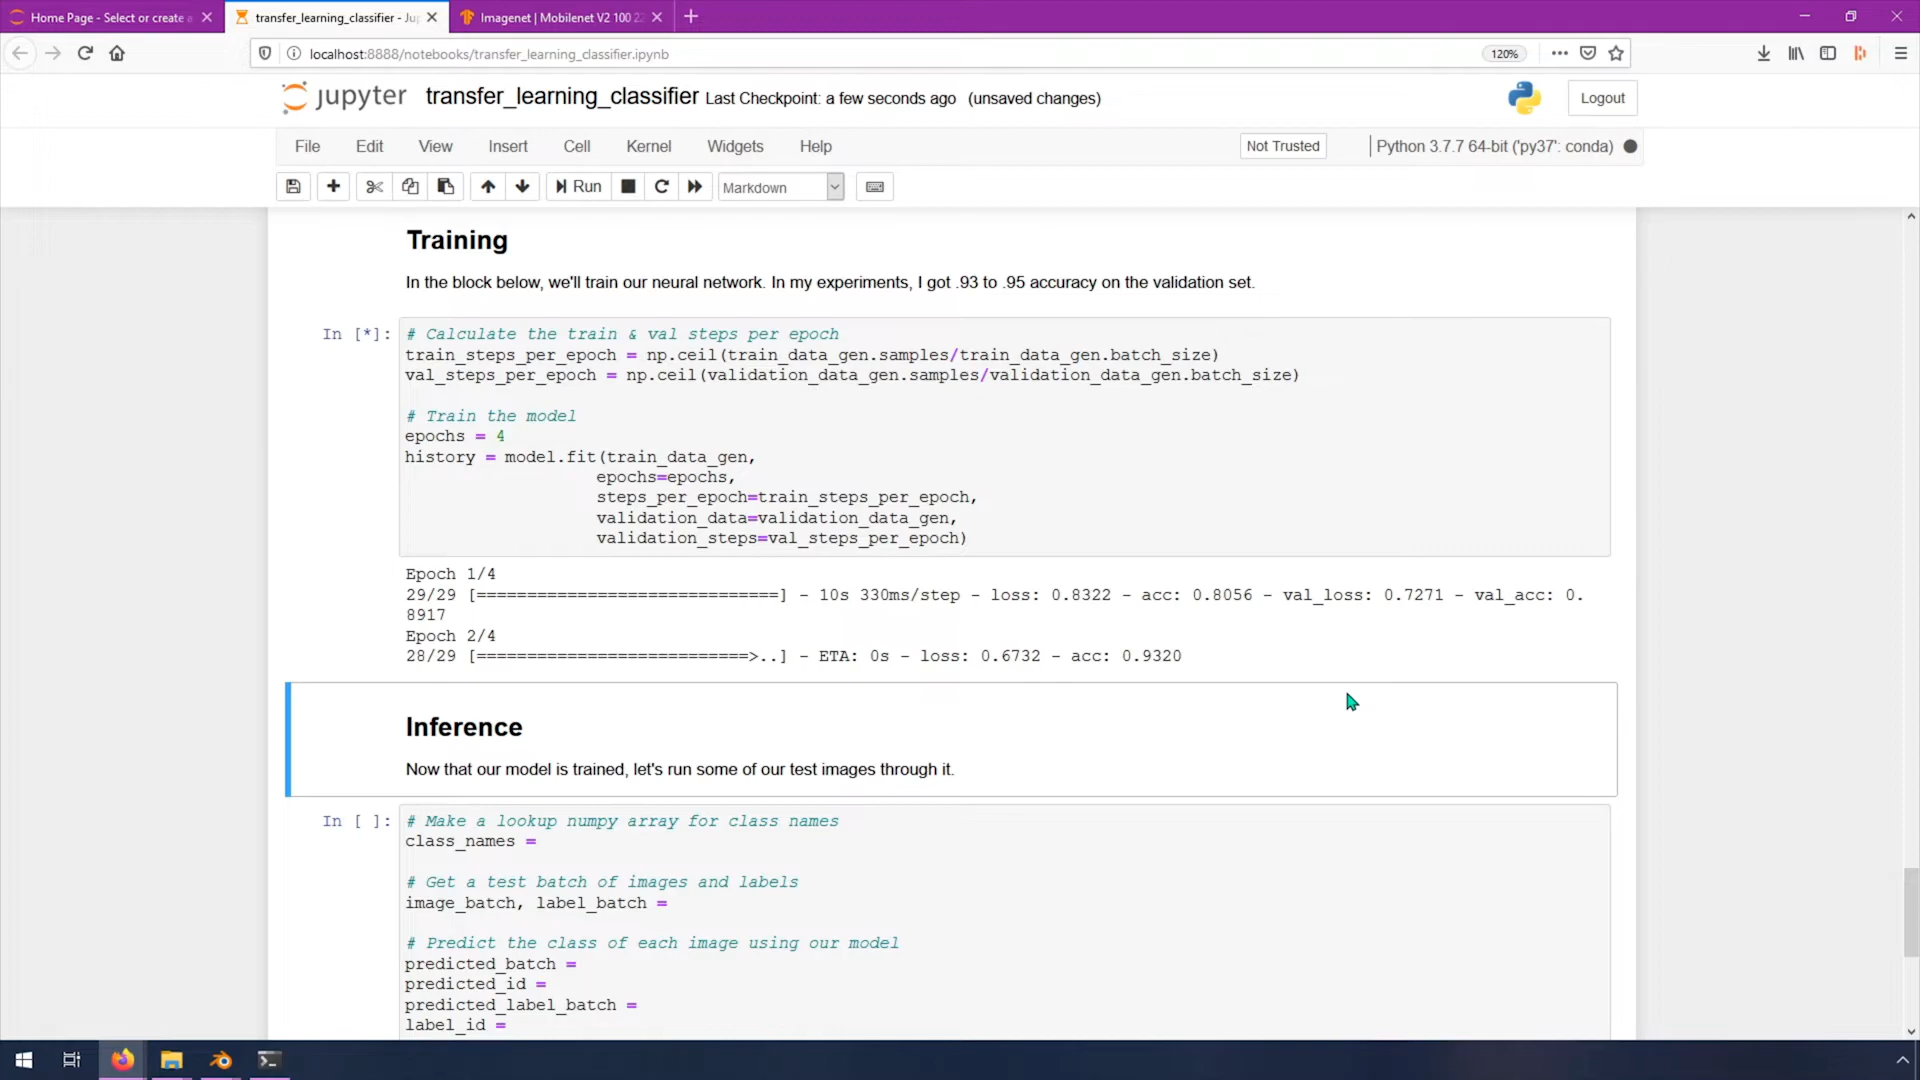 Home Page - Select or create a
transfer_learning_classifier - Ju
Imagenet | Mobilenet V2 100 22
localhost:8888/notebooks/transfer_learning_classifier.ipynb
120%
jupyter transfer_learning_classifier Last Checkpoint: a few seconds ago (unsaved changes)
Logout
File Edit View Insert Cell Kernel Widgets Help
Not Trusted
Python 3.7.7 64-bit ('py37': conda)
Run
Markdown
Training
In the block below, we'll train our neural network. In my experiments, I got .93 to .95 accuracy on the validation set.
In [*]: # Calculate the train & val steps per epoch
train_steps_per_epoch = np.ceil(train_data_gen.samples/train_data_gen.batch_size)
val_steps_per_epoch = np.ceil(validation_data_gen.samples/validation_data_gen.batch_size)
# Train the model
epochs = 4
history = model.fit(train_data_gen,
epochs=epochs,
steps_per_epoch=train_steps_per_epoch,
validation_data=validation_data_gen,
validation_steps=val_steps_per_epoch)
Epoch 1/4
29/29 [==============================] - 10s 330ms/step - loss: 0.8322 - acc: 0.8056 - val_loss: 0.7271 - val_acc: 0.
8917
Epoch 2/4
28/29 [===========================>..] - ETA: 0s - loss: 0.6732 - acc: 0.9320
Inference
Now that our model is trained, let's run some of our test images through it.
In [ ]: # Make a lookup numpy array for class names
class_names =
# Get a test batch of images and labels
image_batch, label_batch =
# Predict the class of each image using our model
predicted_batch =
predicted_id =
predicted_label_batch =
label_id =